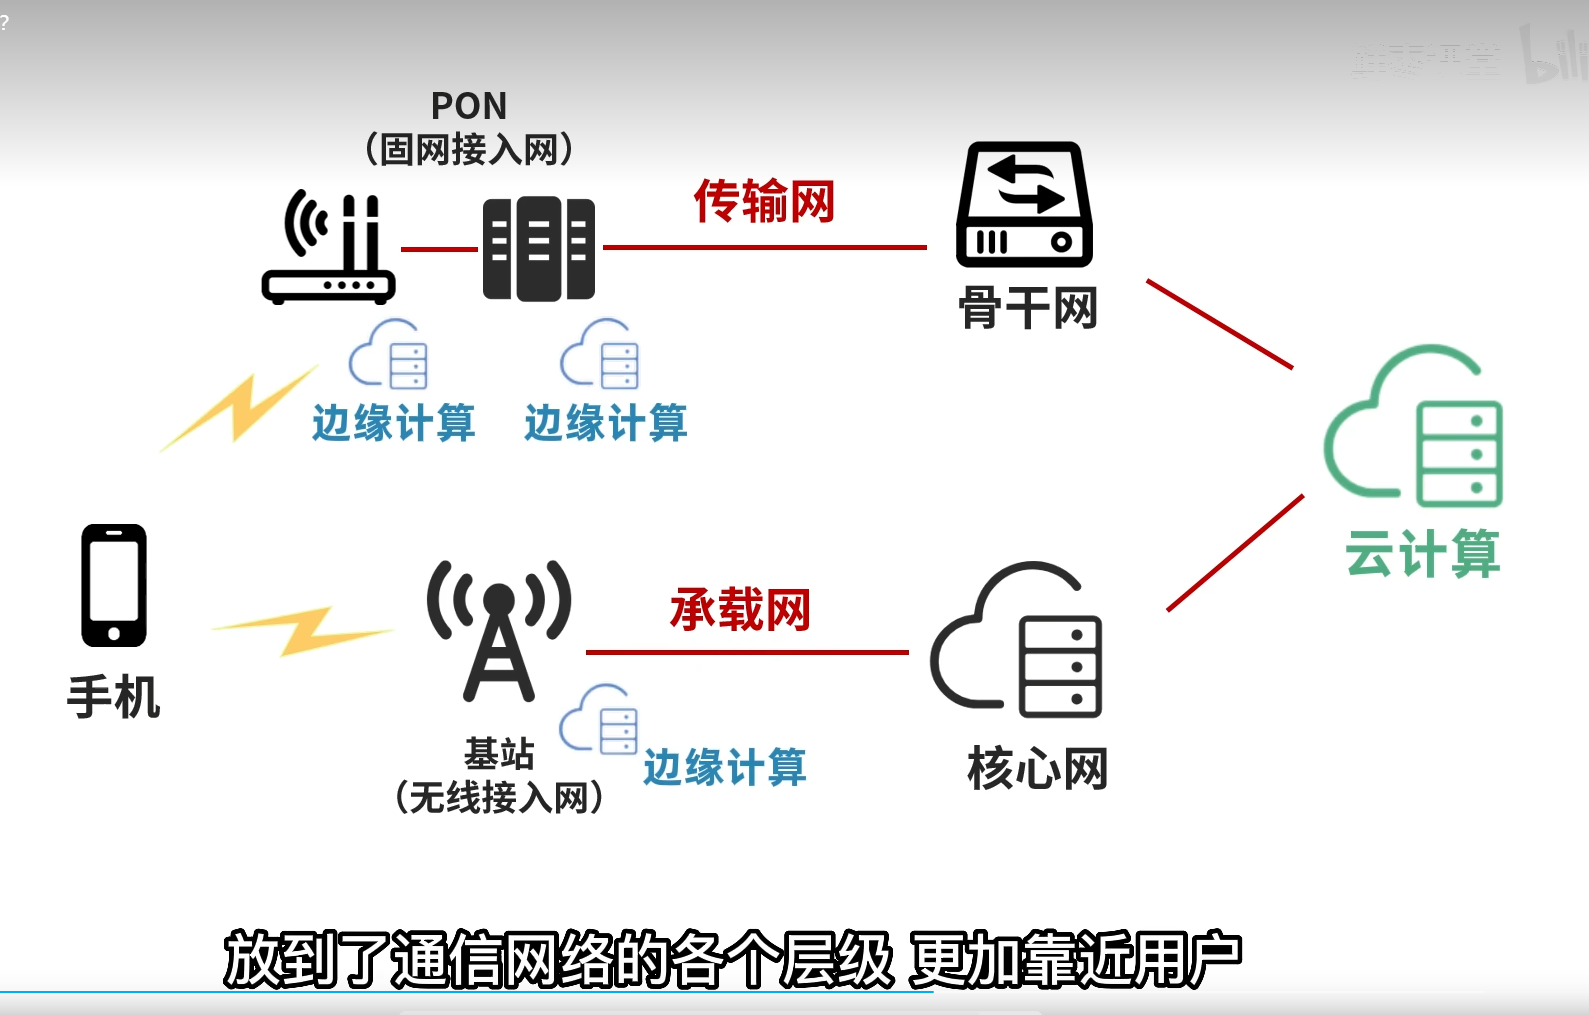 ?
PON
（固网接入网）
传输网
骨干网
边缘计算
边缘计算
云计算
手机
承载网
基站
（无线接入网）
边缘计算
核心网
放到了通信网络的各个层级 更加靠近用户